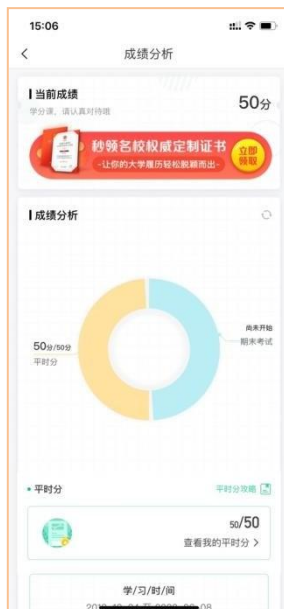 15:06
成绩分析
当前成绩
50分
学分课，请认真对待哦
秒领名校权威定制证书
-让你的大学履历轻松脱颖而出-
立即
领取
成绩分析
尚未开始
期末考试
50分/50分
平时分
平时分
平时分攻略
50/50
查看我的平时分
学/习/时/间